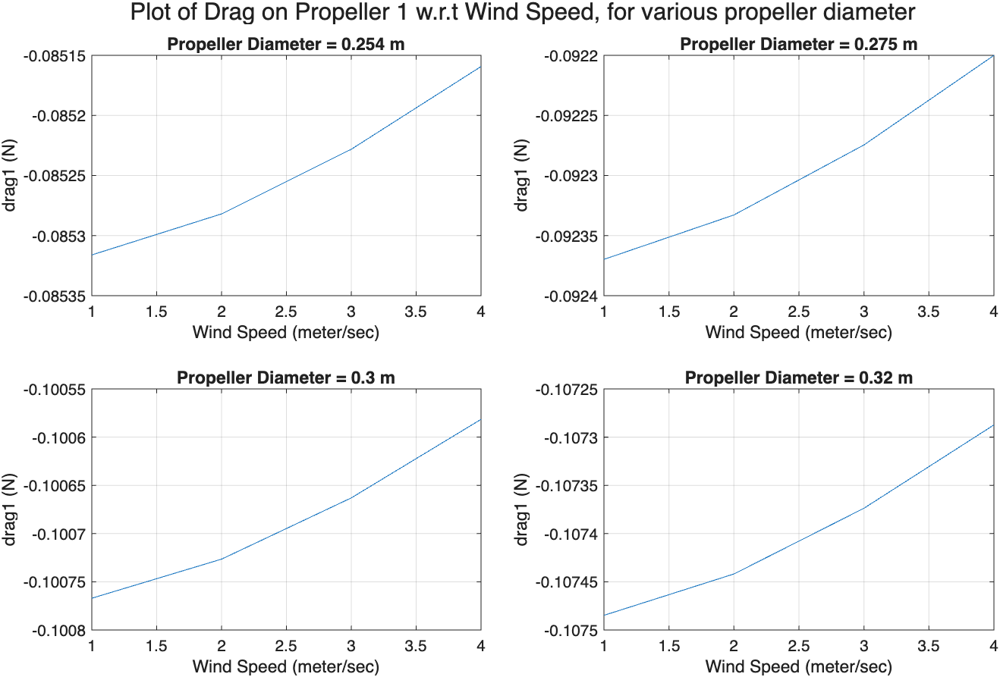 Plot of Drag on Propeller 1 w.r.t Wind Speed, for various propeller diameter
Propeller Diameter = 0.254 m
-0.08515
-0.0852
-0.08525
-0.0853
-0.08535
drag1 (N)
1 1.5 2 2.5 3 3.5 4
Wind Speed (meter/sec)
Propeller Diameter = 0.275 m
-0.0922
-0.09225
-0.0923
-0.09235
-0.0924
drag1 (N)
1 1.5 2 2.5 3 3.5 4
Wind Speed (meter/sec)
Propeller Diameter = 0.3 m
-0.10055
-0.1006
-0.10065
-0.1007
-0.10075
-0.1008
drag1 (N)
1 1.5 2 2.5 3 3.5 4
Wind Speed (meter/sec)
Propeller Diameter = 0.32 m
-0.10725
-0.1073
-0.10735
-0.1074
-0.10745
-0.1075
drag1 (N)
1 1.5 2 2.5 3 3.5 4
Wind Speed (meter/sec)